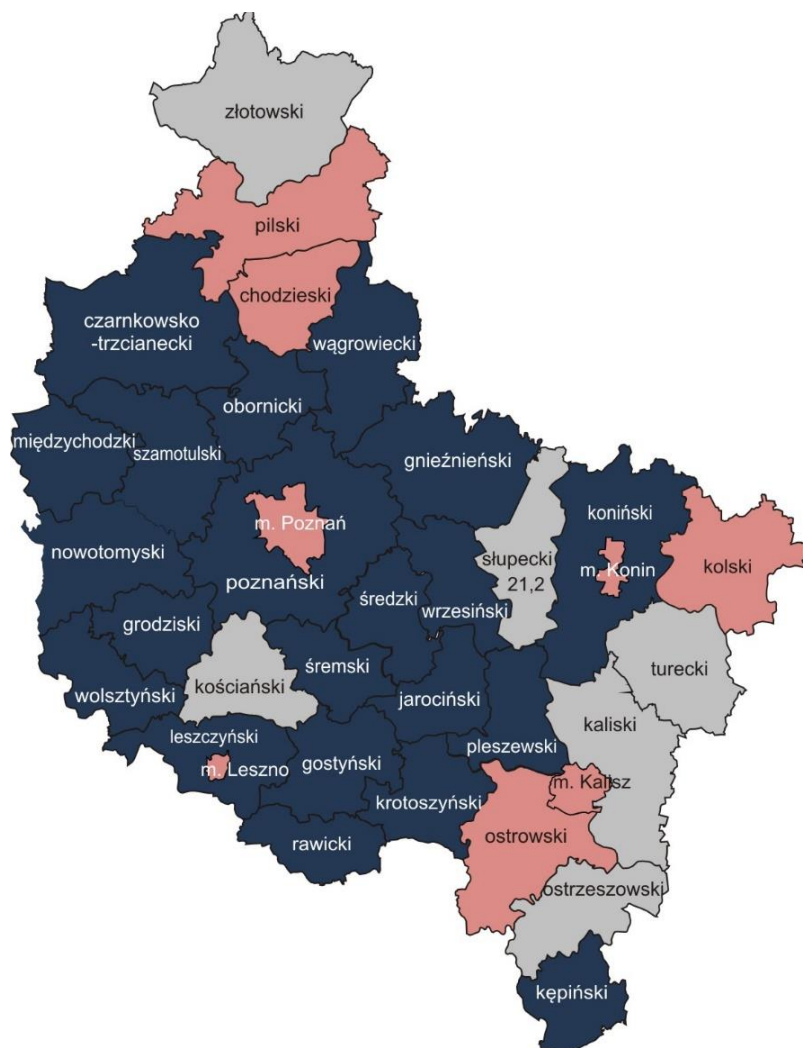 złotowski
pilski
chodzieski
czarnkowsko
-trzcianecki
wągrowiecki
obornicki
międzychodzki
szamotulski
gnieźnieński
koniński
m. Poznań
nowotomyski
słupecki
21,2
m. Konin
kolski
poznański
średzki
wrzesiński
grodziski
śremski
turecki
kościański
wolsztyński
jarociński
kaliski
leszczyński
pleszewski
gostyński
m. Leszno
m. Kalisz
krotoszyński
rawicki
ostrowski
ostrzeszowski
kępiński